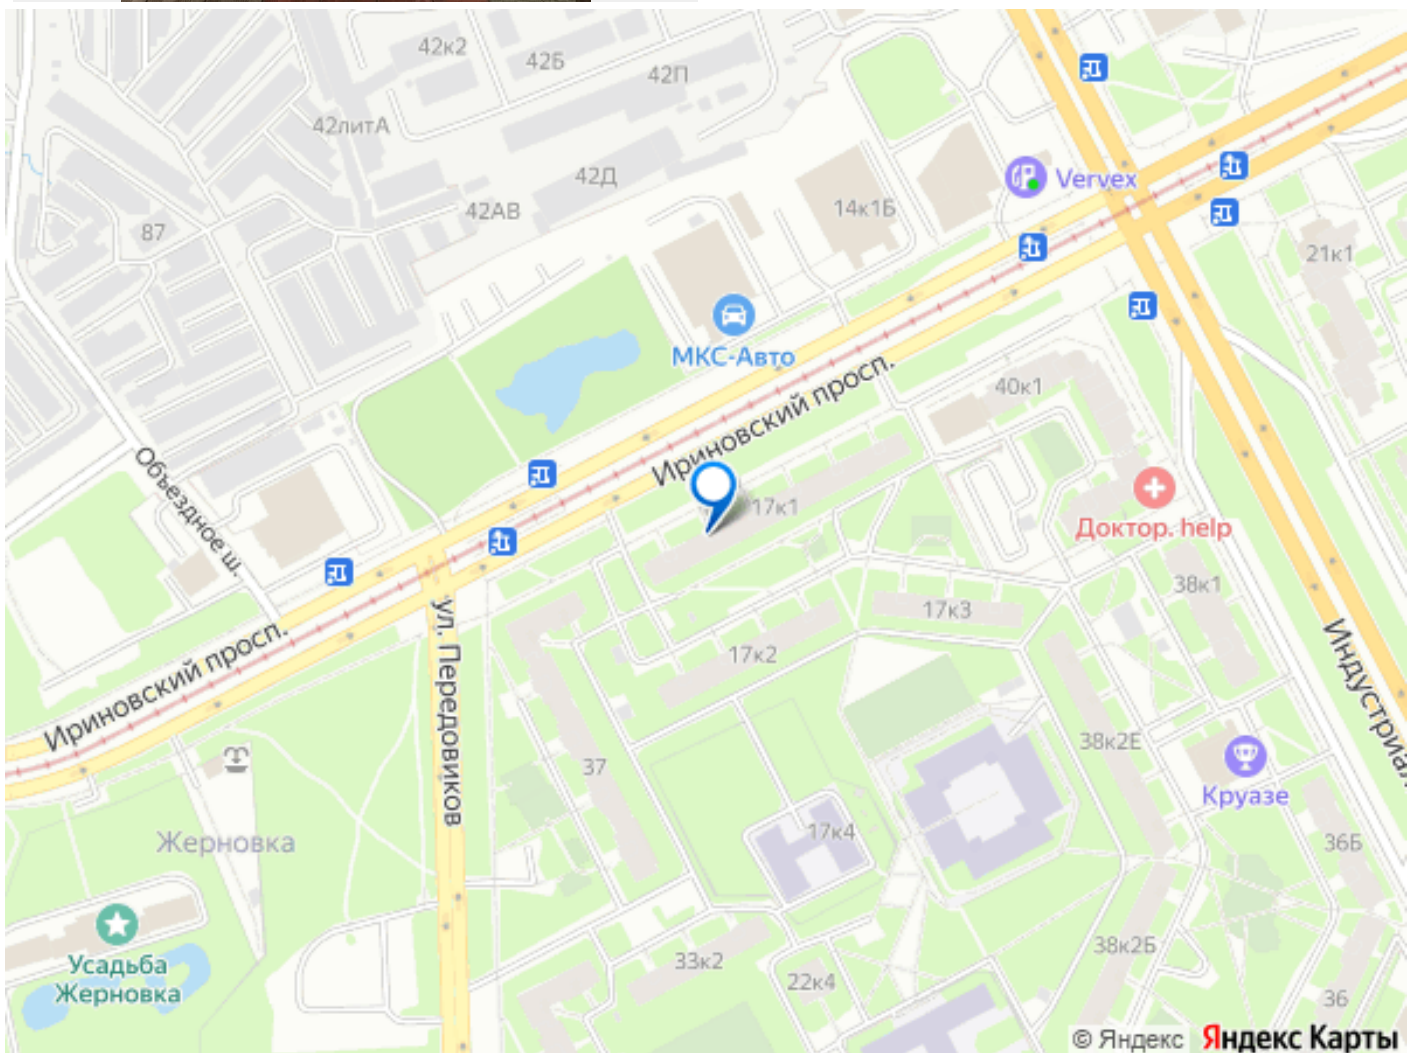 42к2
42Б
42П
42литА
42Д
Vervex
42АВ
14к1Б
87
21к1
МКС-Авто
Ириновский просп.
40к1
Объездное ш.
17к1
Доктор. help
38к1
17к3
ул. Передовиков
Ириновский просп.
17к2
Индустриал
38к2Е
37
Круазе
17к4
Жерновка
36Б
38к2Б
Усадьба
Жерновка
33к2
22к4
36
© Яндекс Яндекс Карты